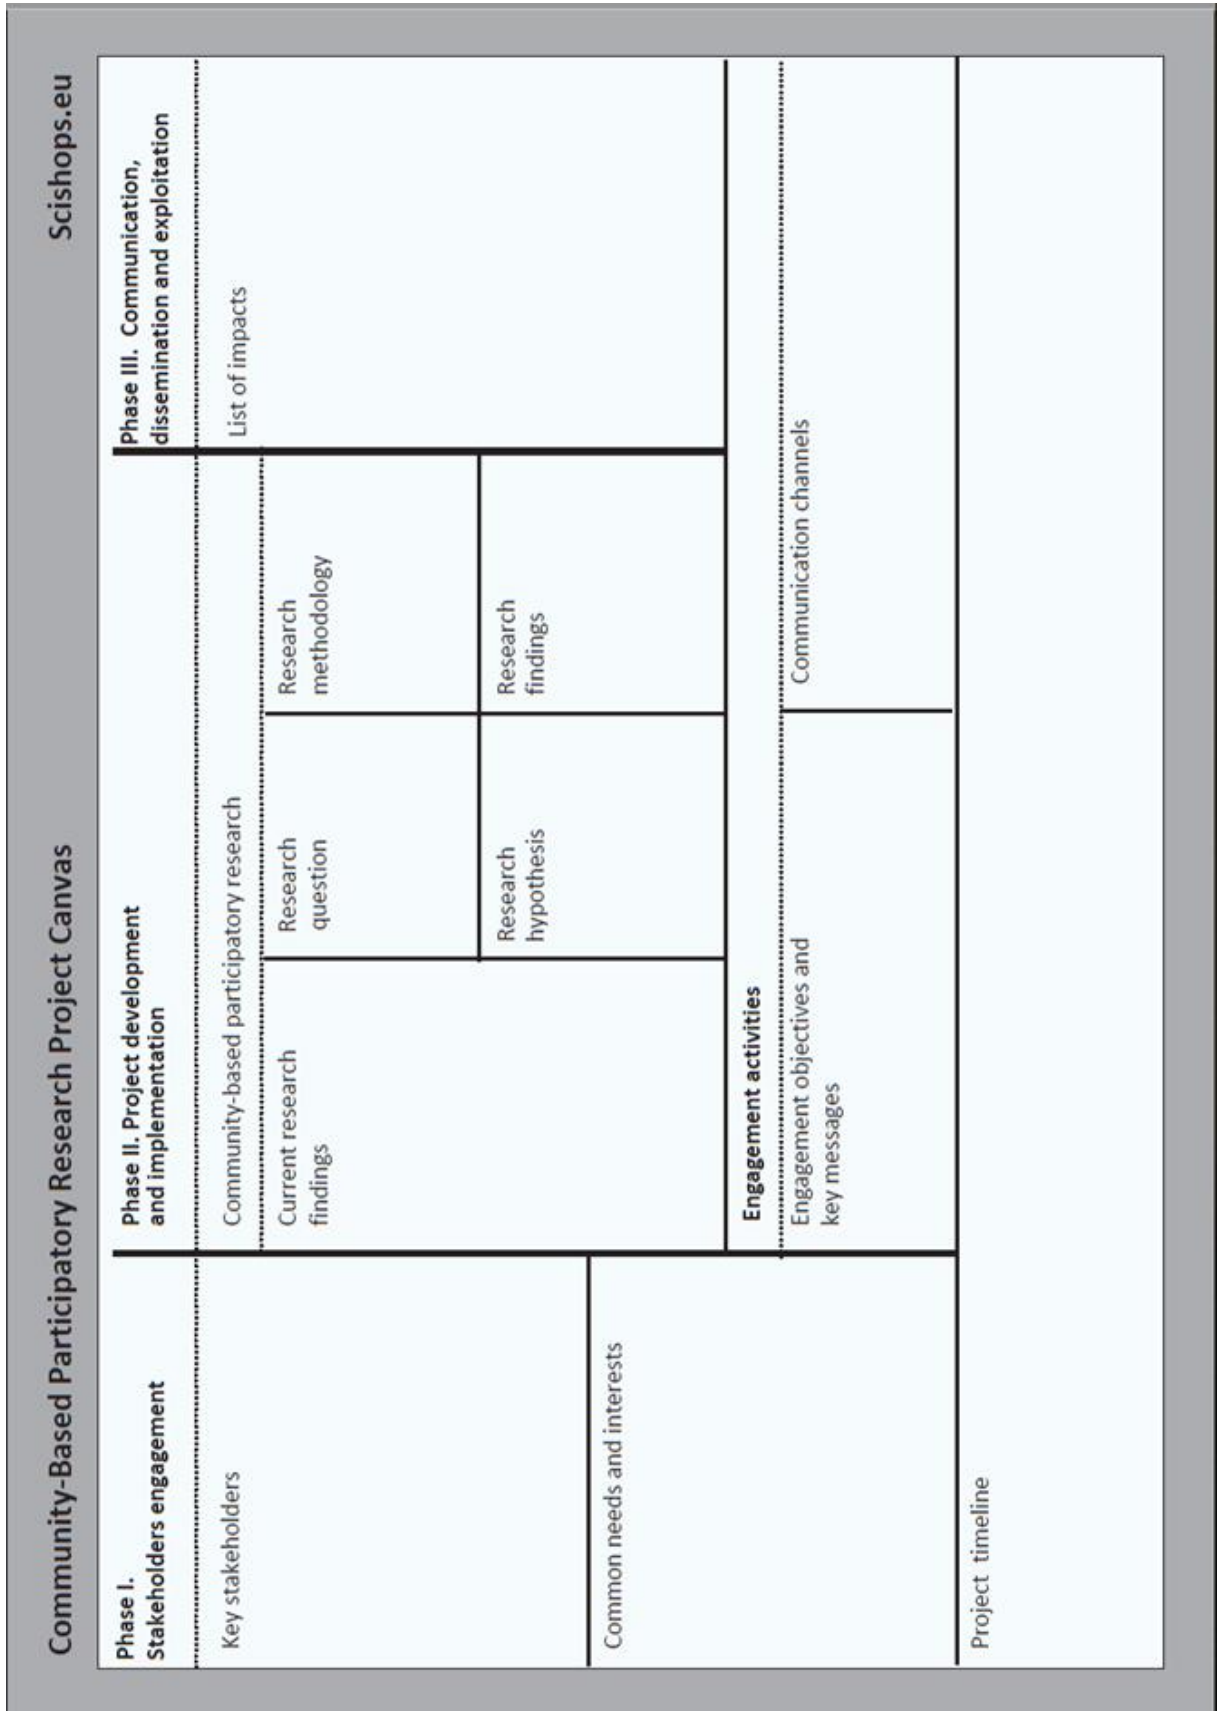 Community-Based Participatory Research Project Canvas
Scishops.eu
Phase I.
Stakeholders engagement
Key stakeholders
Common needs and interests
Phase II. Project development
and implementation
Community-based participatory research
Current research
findings
Research
question
Research
methodology
Research
hypothesis
Research
findings
Phase III. Communication,
dissemination and exploitation
List of impacts
Engagement activities
Engagement objectives and
key messages
Communication channels
Project timeline